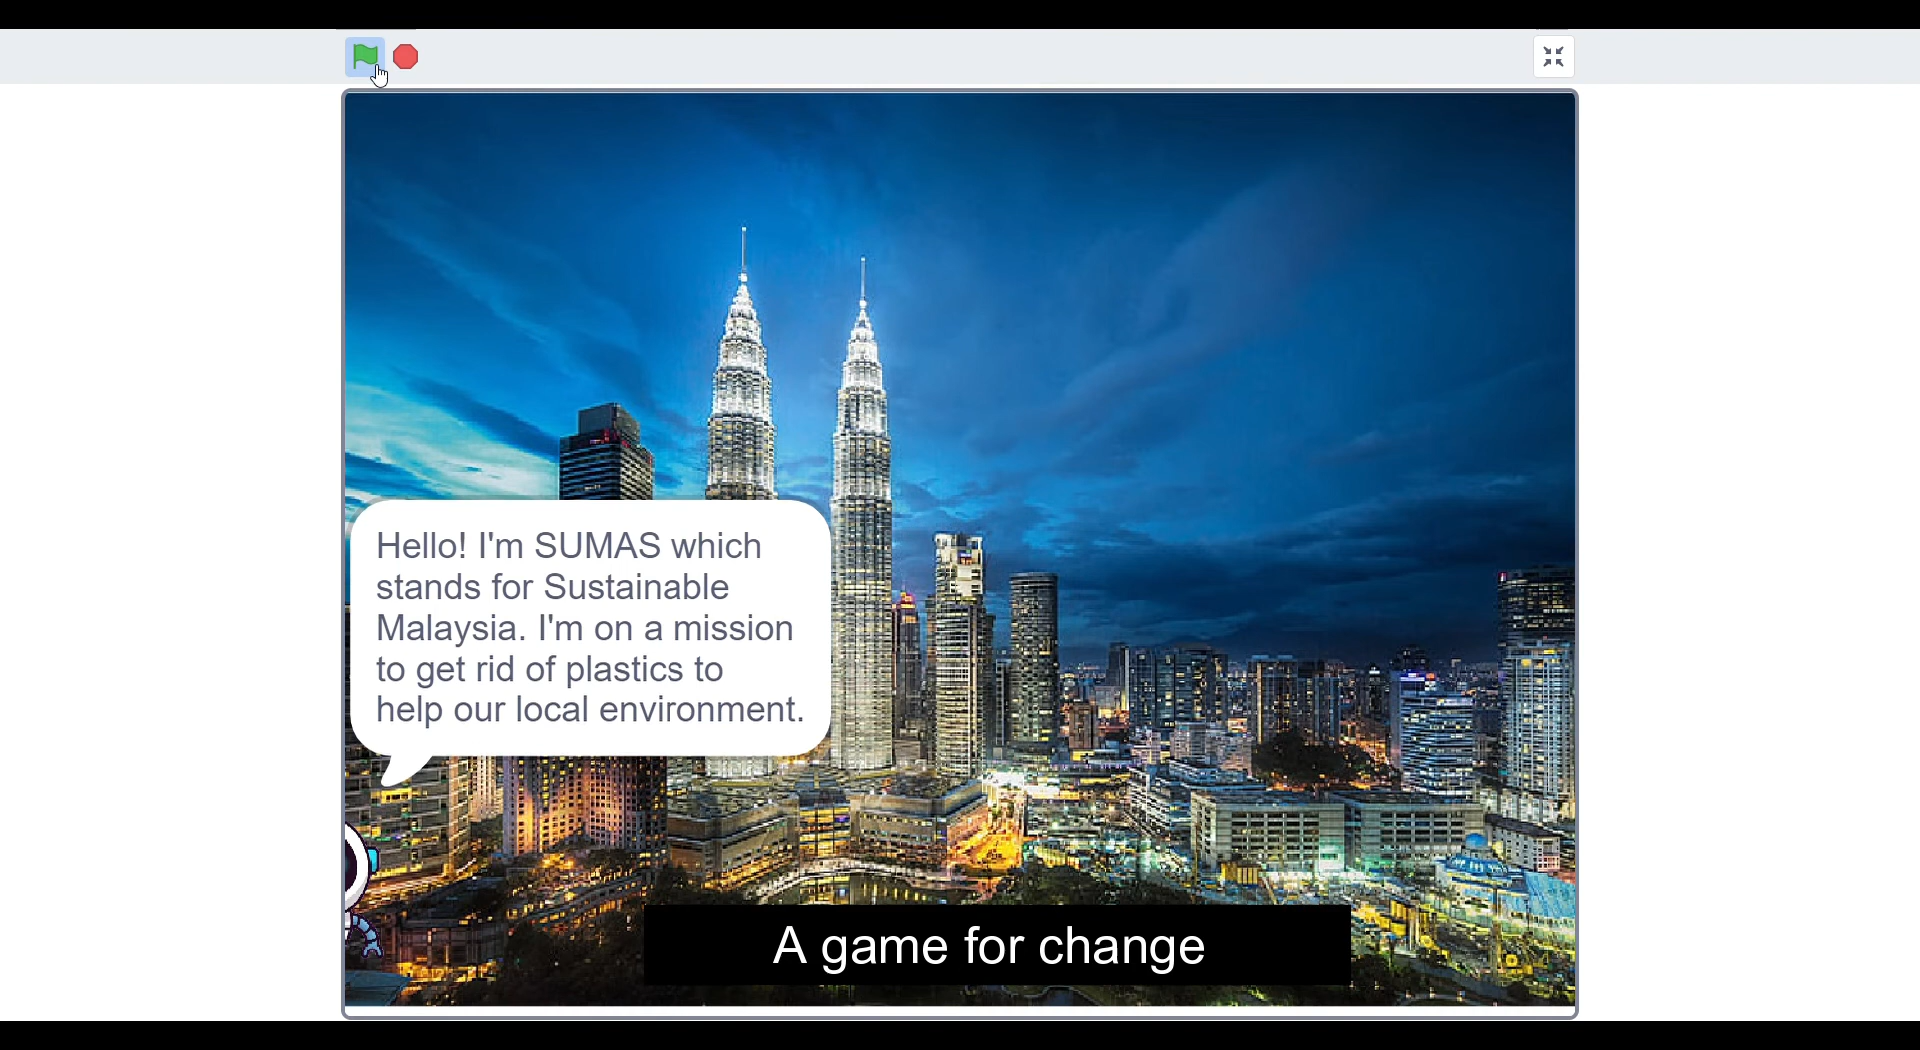 Hello! I'm SUMAS which
stands for Sustainable
Malaysia. I'm on a mission
to get rid of plastics to
help our local environment.
A game for change